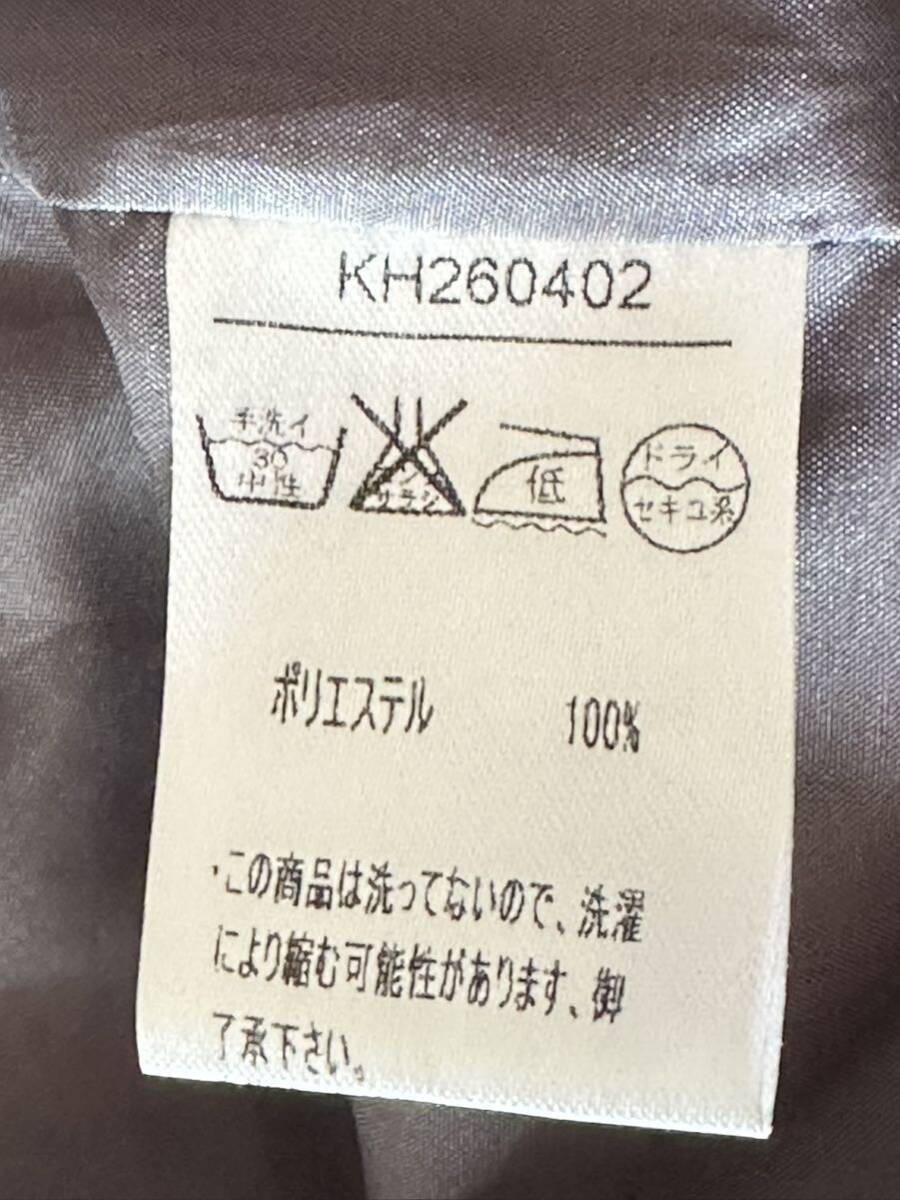 KH260402
手洗イ
30
中性
サラシ
低
ドライ
セキユ系
ポリエステル 100%
・この商品は洗ってないので、洗濯
により縮む可能性があります、御
了承下さい。